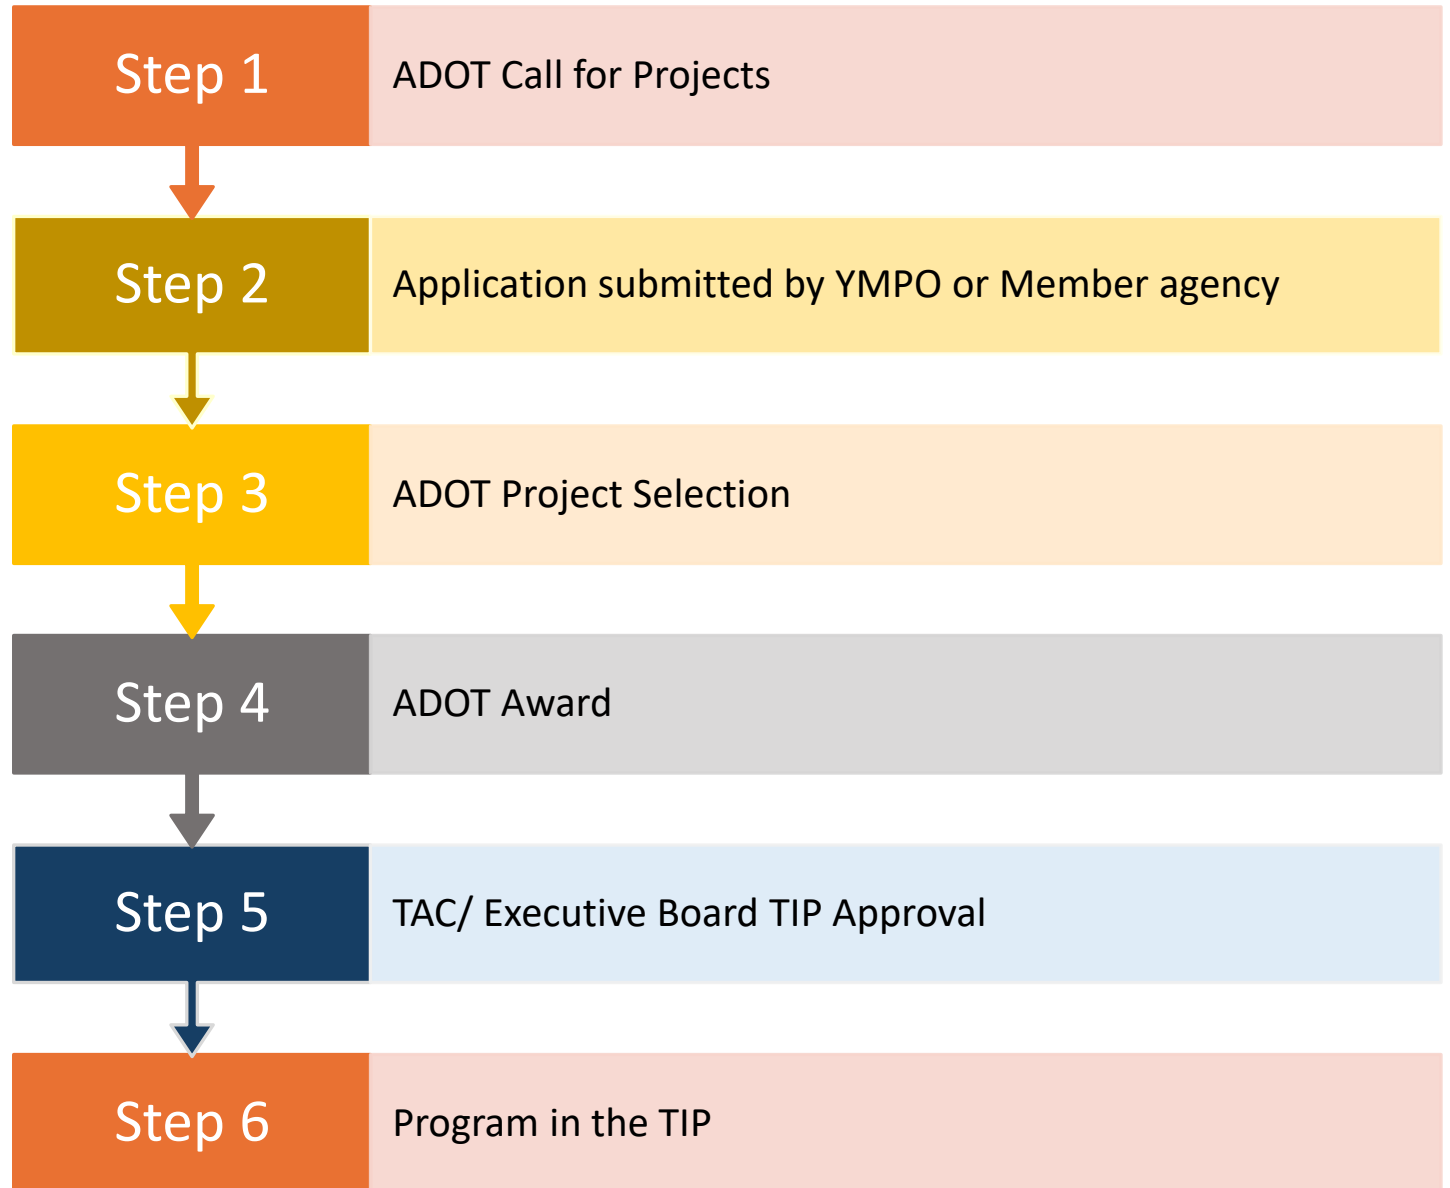 Step 1
ADOT Call for Projects
Step 2
Application submitted by YMPO or Member agency
Step 3
ADOT Project Selection
Step 4
ADOT Award
Step 5
TAC/ Executive Board TIP Approval
Step 6
Program in the TIP